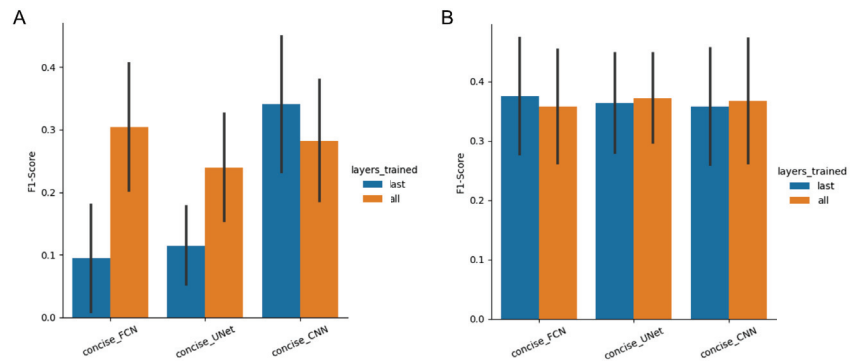 A
F1-Score
0.4
0.3
0.2
0.1
0.0
concise_FCN
concise_UNet
concise_CNN
layers_trained
last
all
B
F1-Score
0.4
0.3
0.2
0.1
0.0
concise_FCN
concise_UNet
concise_CNN
layers_trained
last
all